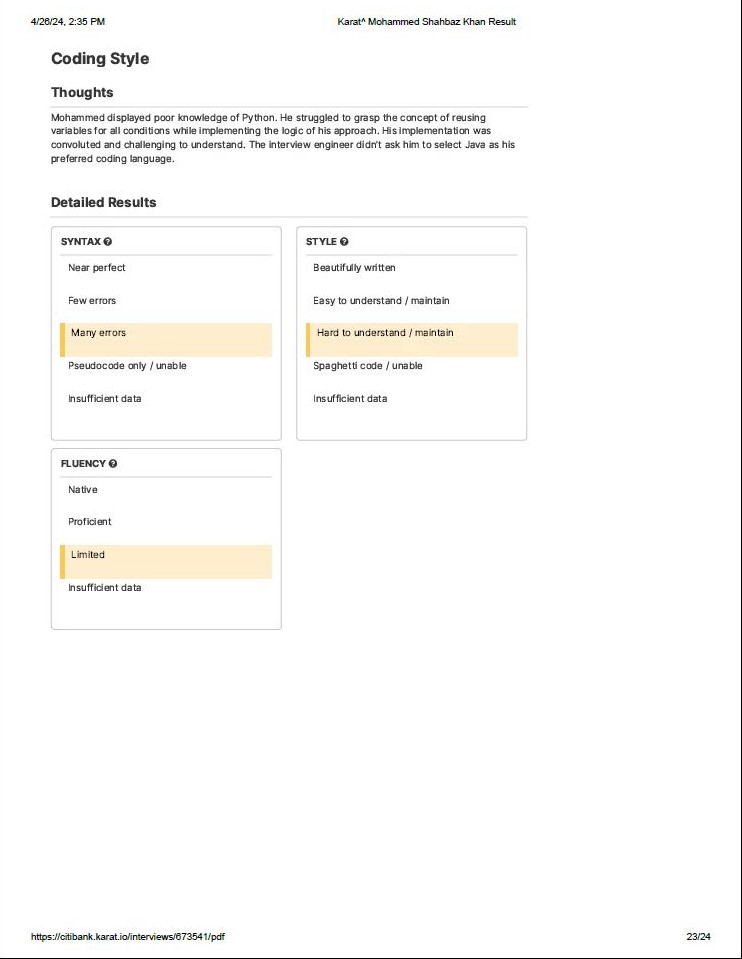 4/26/24, 2:35 PM
Karat^ Mohammed Shahbaz Khan Result
Coding Style
Thoughts
Mohammed displayed poor knowledge of Python. He struggled to grasp the concept of reusing
variables for all conditions while implementing the logic of his approach. His implementation was
convoluted and challenging to understand. The interview engineer didn't ask him to select Java as his
preferred coding language.
Detailed Results
SYNTAX ?
Near perfect
Few errors
Many errors
Pseudocode only / unable
Insufficient data
STYLE ?
Beautifully written
Easy to understand / maintain
Hard to understand / maintain
Spaghetti code / unable
Insufficient data
FLUENCY ?
Native
Proficient
Limited
Insufficient data
https://citibank.karat.io/interviews/673541/pdf
23/24